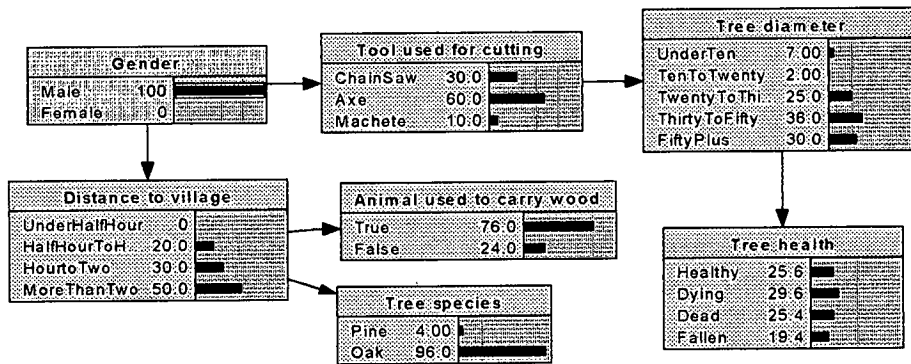 Gender
Male 100
Female 0
Tool used for cutting
ChainSaw 30.0
Axe 60.0
Machete 10.0
Tree diameter
UnderTen 7.00
TenToTwenty 2.00
TwentyToThi... 25.0
ThirtyToFifty 36.0
FiftyPlus 30.0
Distance to village
UnderHalfHour 0
HalfHourToH... 20.0
HourtoTwo 30.0
MoreThanTwo 50.0
Animal used to carry wood
True 76.0
False 24.0
Tree species
Pine 4.00
Oak 96.0
Tree health
Healthy 25.6
Dying 29.6
Dead 25.4
Fallen 19.4